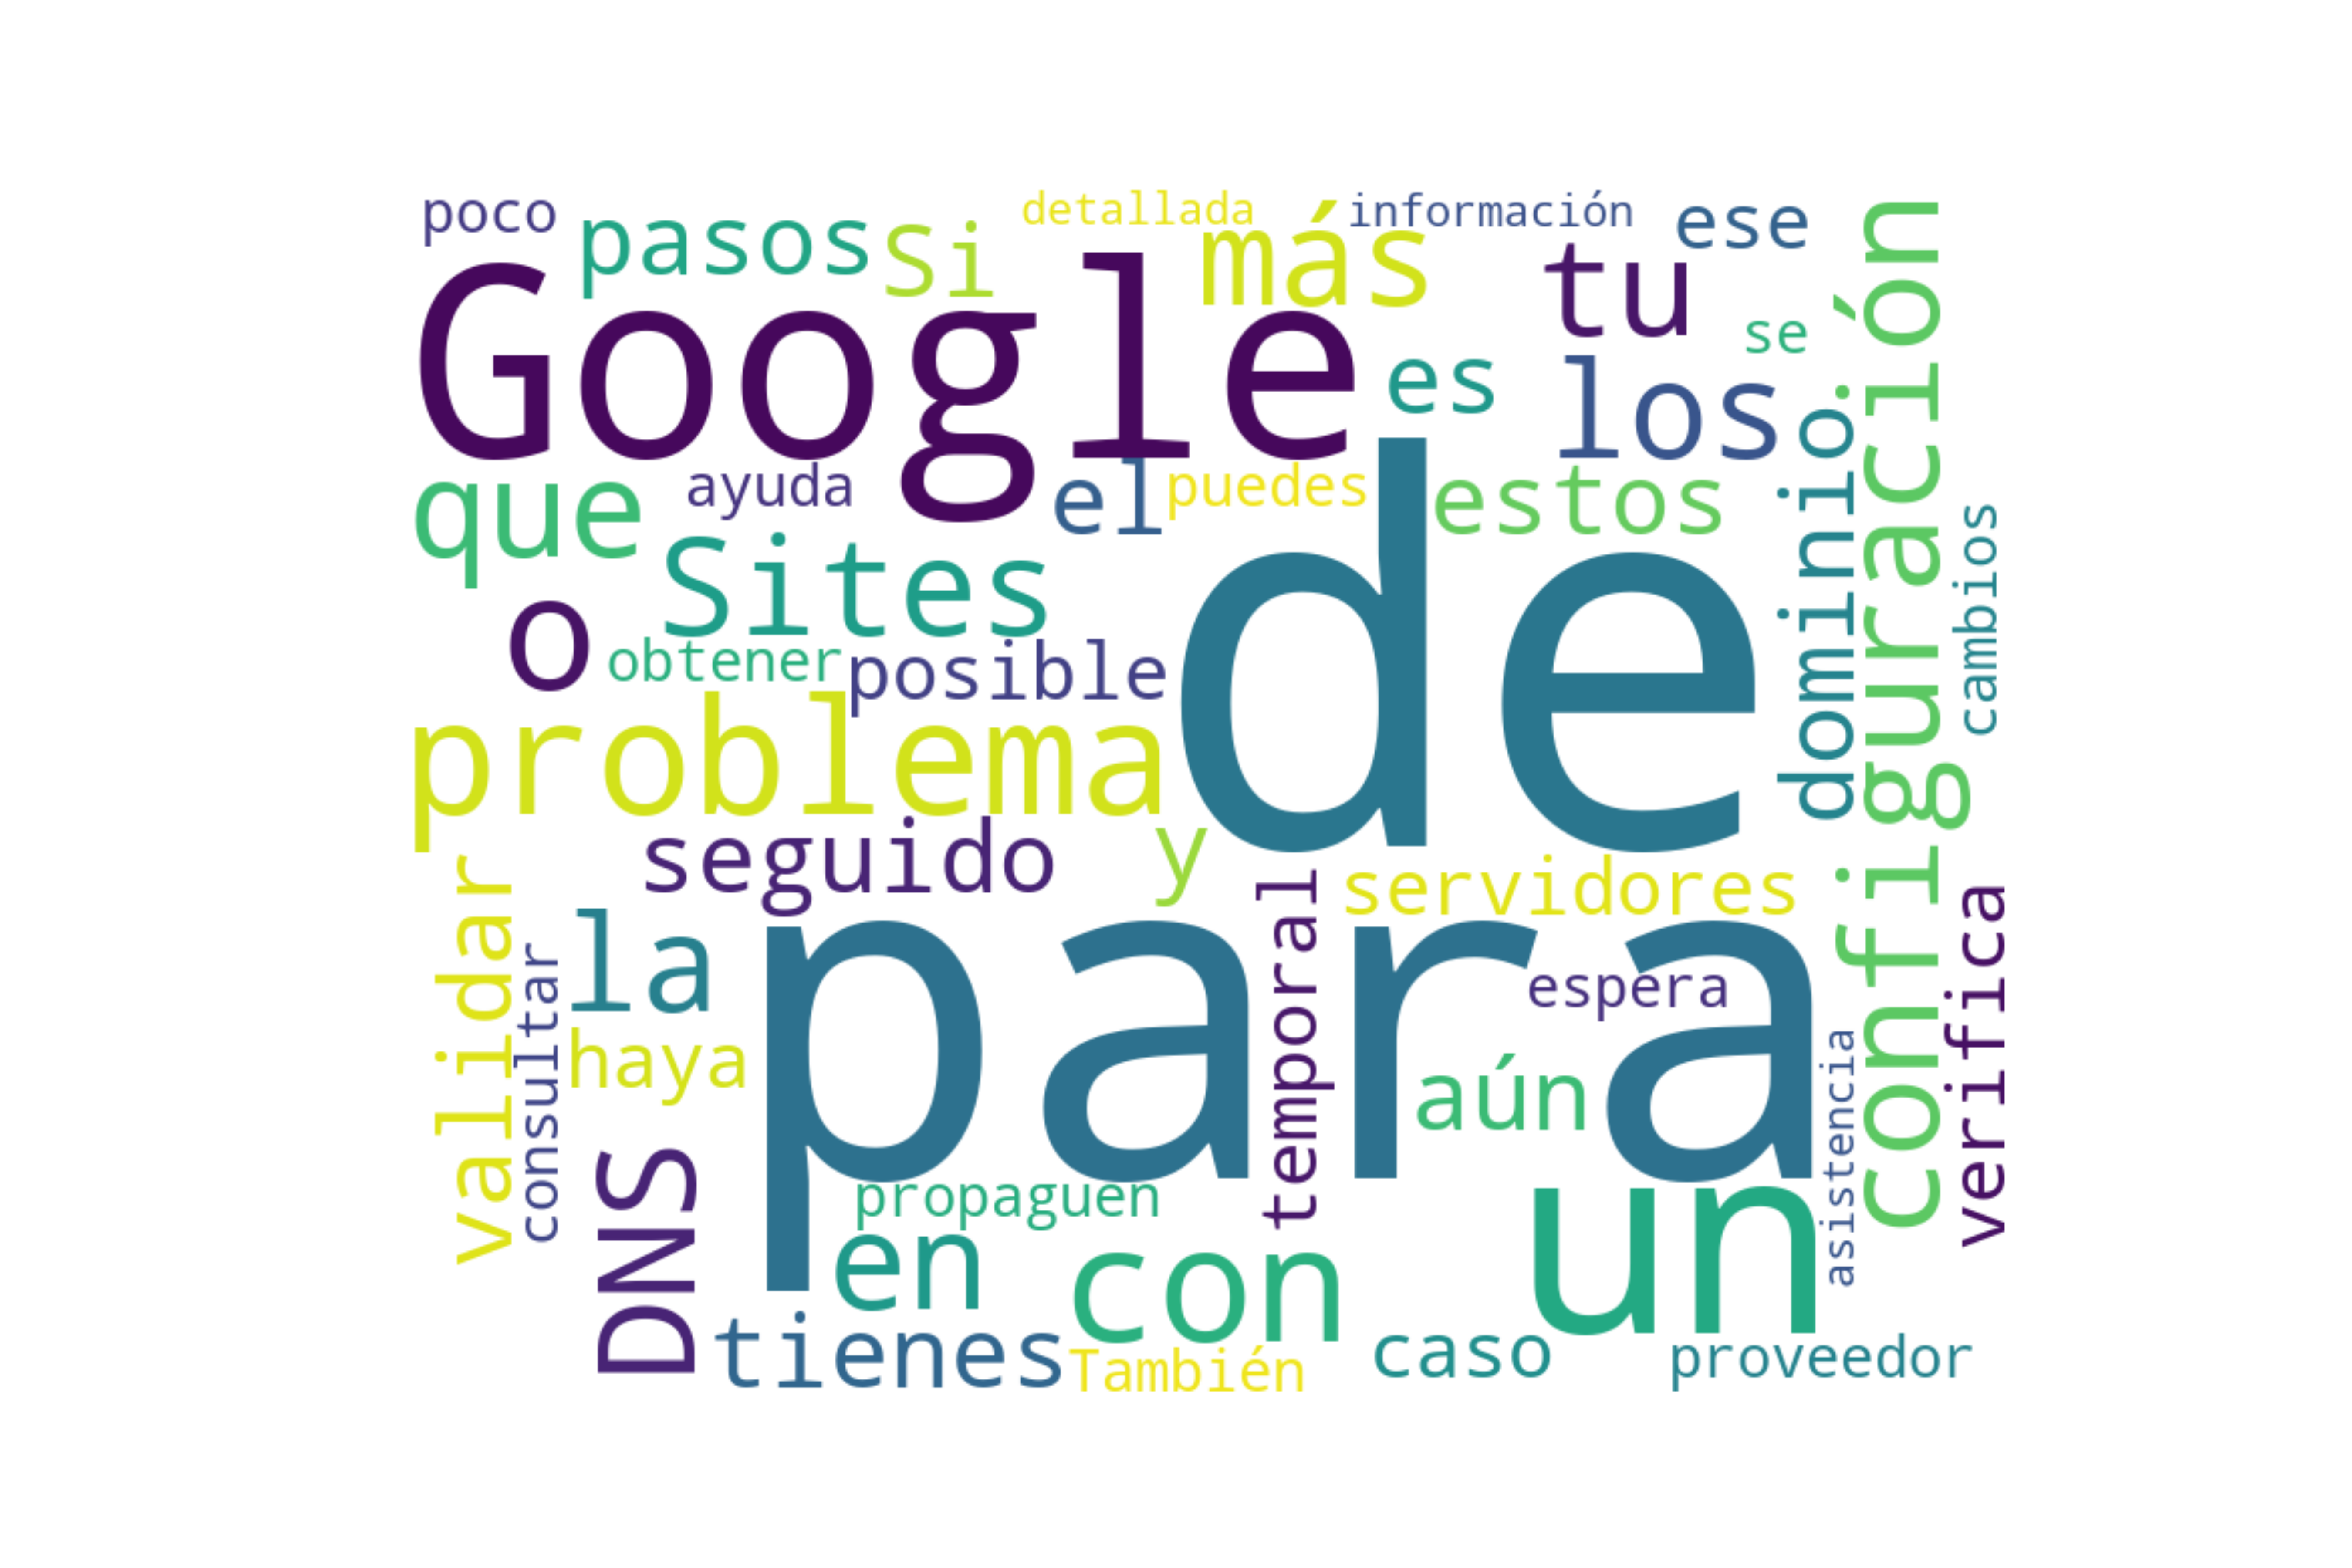 poco
pasos
si
detallada
más
información
ese
Google
tu
se
es
los
configuración
dominio
que
ayuda
el
puedes
estos
cambios
Sites
o
obtener
posible
de
problema
seguido
y
servidores
validar
consultar
la
para
temporal
espera
verifica
haya
aún
asistencia
DNS
propaguen
en
con
un
tienes
También
caso
proveedor